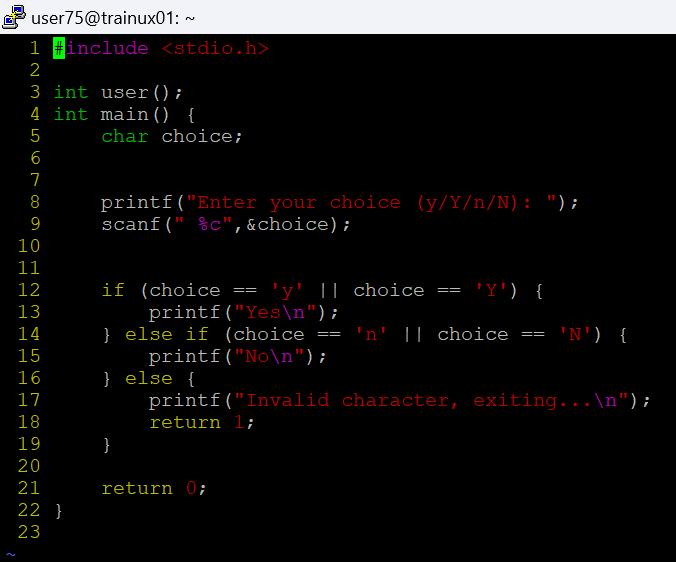 user75@trainux01: ~
1 #include <stdio.h>
2
3 int user();
4 int main() {
5     char choice;
6
7
8     printf("Enter your choice (y/Y/n/N): ");
9     scanf(" %c",&choice);
10
11
12     if (choice == 'y' || choice == 'Y') {
13         printf("Yes\n");
14     } else if (choice == 'n' || choice == 'N') {
15         printf("No\n");
16     } else {
17         printf("Invalid character, exiting...\n");
18         return 1;
19     }
20
21     return 0;
22 }
23
~